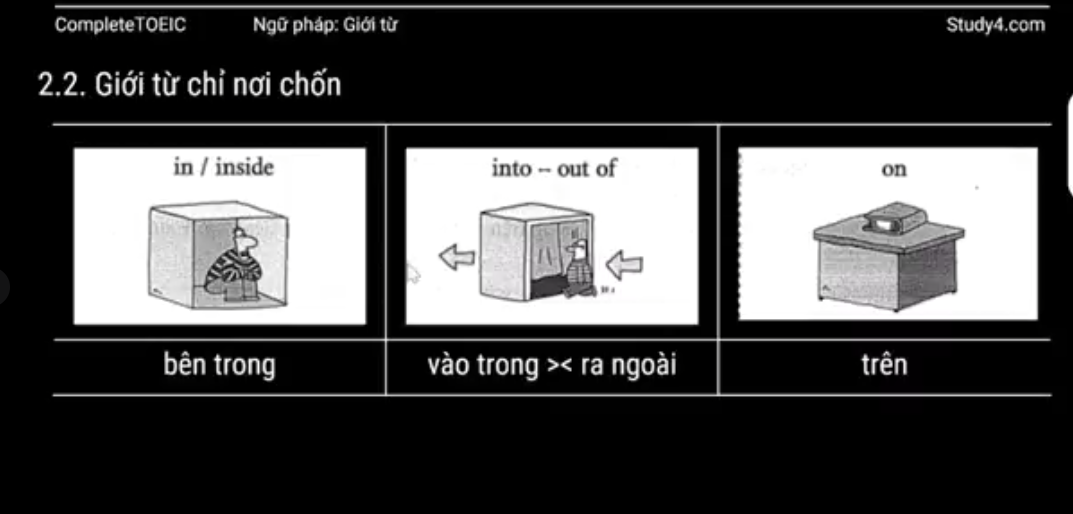 CompleteTOEIC Ngữ pháp: Giới từ Study4.com
2.2. Giới từ chỉ nơi chốn
in / inside
into -- out of
on
bên trong
vào trong >< ra ngoài
trên